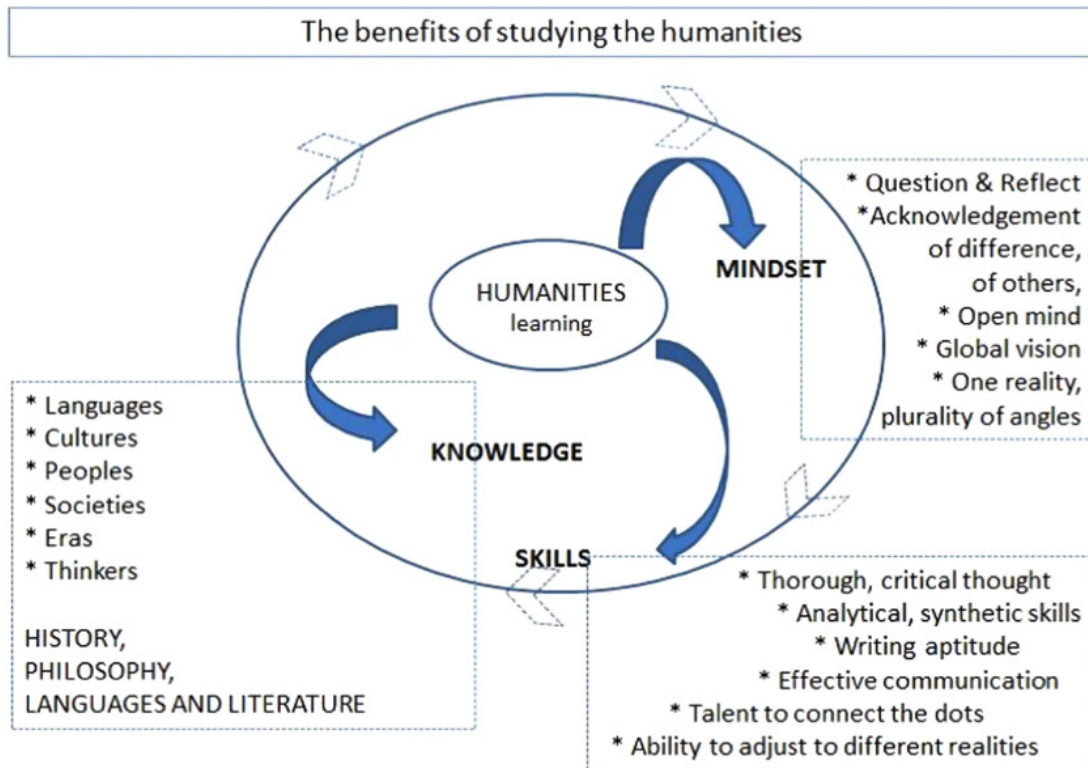 The benefits of studying the humanities
HUMANITIES
learning
MINDSET
* Question & Reflect
*Acknowledgement
of difference,
of others,
* Open mind
* Global vision
* One reality,
plurality of angles
KNOWLEDGE
* Languages
* Cultures
* Peoples
* Societies
* Eras
* Thinkers
HISTORY,
PHILOSOPHY,
LANGUAGES AND LITERATURE
SKILLS
* Thorough, critical thought
* Analytical, synthetic skills
* Writing aptitude
* Effective communication
* Talent to connect the dots
* Ability to adjust to different realities